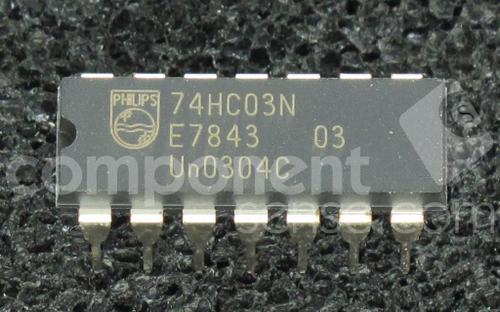 PHILIPS
74HC03N
E7843 03
Un0304C
component
sense.com